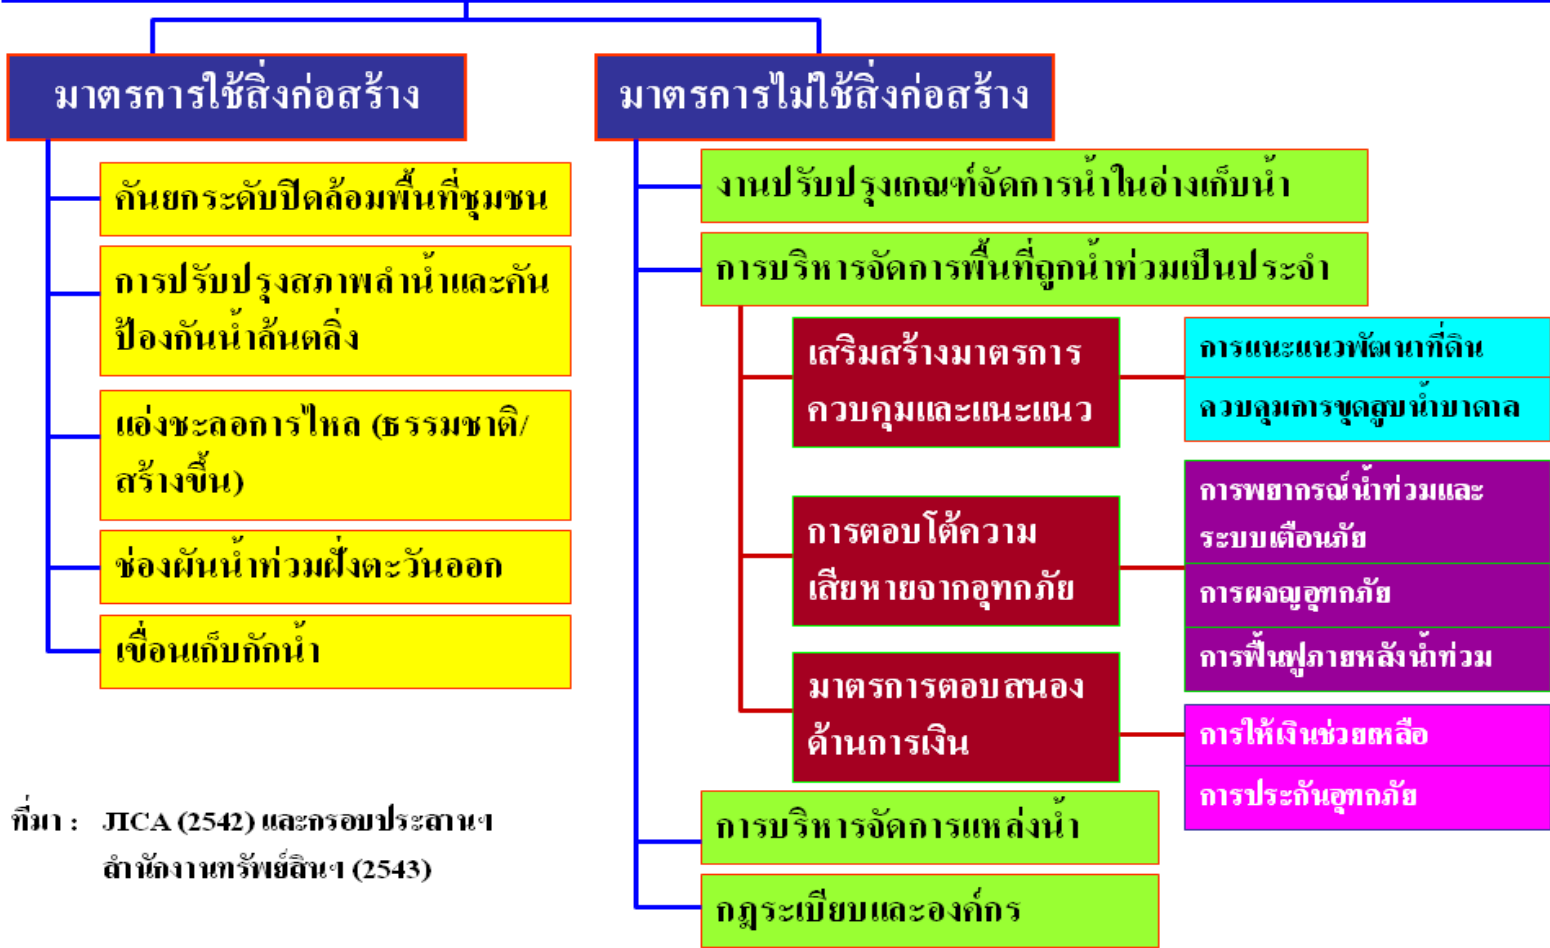 มาตรการใช้สิ่งก่อสร้าง
คันยกระดับปิดล้อมพื้นที่ชุมชน
การปรับปรุงสภาพลำน้ำและคัน
ป้องกันน้ำล้นตลิ่ง
แอ่งชะลอการไหล (ธรรมชาติ/
สร้างขึ้น)
ช่องผันน้ำท่วมฝั่งตะวันออก
เขื่อนเก็บกักน้ำ
มาตรการไม่ใช้สิ่งก่อสร้าง
งานปรับปรุงเกณฑ์จัดการน้ำในอ่างเก็บน้ำ
การบริหารจัดการพื้นที่ถูกน้ำท่วมเป็นประจำ
เสริมสร้างมาตรการ
ควบคุมและแนะแนว
การแนะแนวพัฒนาที่ดิน
ควบคุมการขุดสูบน้ำบาดาล
การตอบโต้ความ
เสียหายจากอุทกภัย
การพยากรณ์น้ำท่วมและ
ระบบเตือนภัย
การผจญอุทกภัย
การฟื้นฟูภายหลังน้ำท่วม
มาตรการตอบสนอง
ด้านการเงิน
การให้เงินช่วยเหลือ
การประกันอุทกภัย
การบริหารจัดการแหล่งน้ำ
กฎระเบียบและองค์กร
ที่มา : JICA (2542) และกรอบประสานฯ
สำนักงานทรัพย์สินฯ (2543)